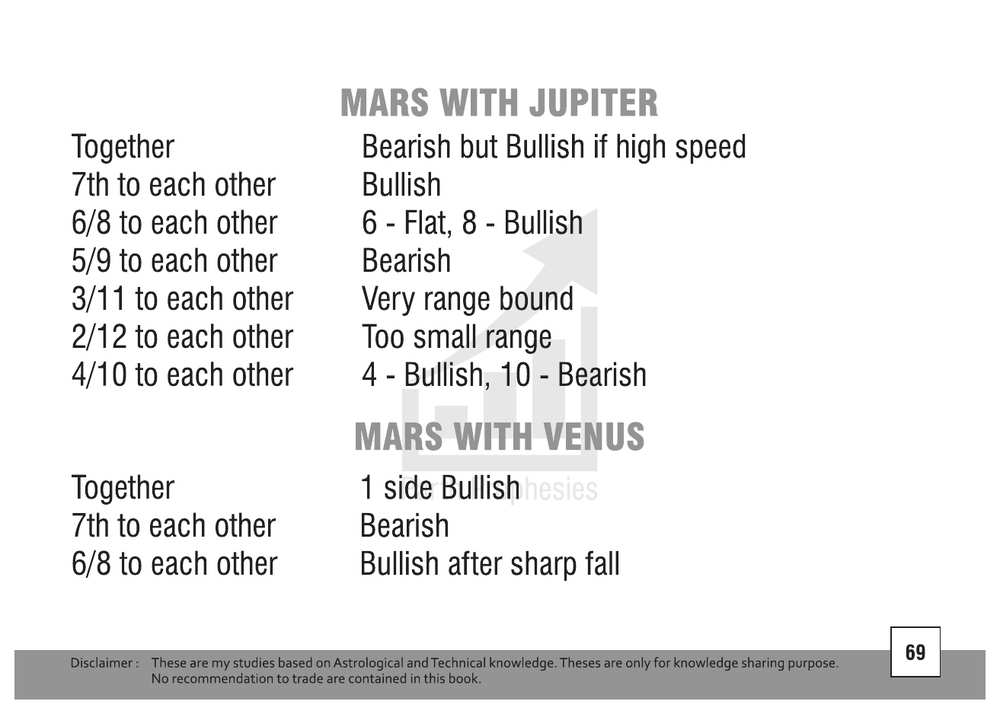 MARS WITH JUPITER
Together Bearish but Bullish if high speed
7th to each other Bullish
6/8 to each other 6 - Flat, 8 - Bullish
5/9 to each other Bearish
3/11 to each other Very range bound
2/12 to each other Too small range
4/10 to each other 4 - Bullish, 10 - Bearish
MARS WITH VENUS
Together 1 side Bullish
7th to each other Bearish
6/8 to each other Bullish after sharp fall
69
Disclaimer : These are my studies based on Astrological and Technical knowledge. Theses are only for knowledge sharing purpose.
No recommendation to trade are contained in this book.